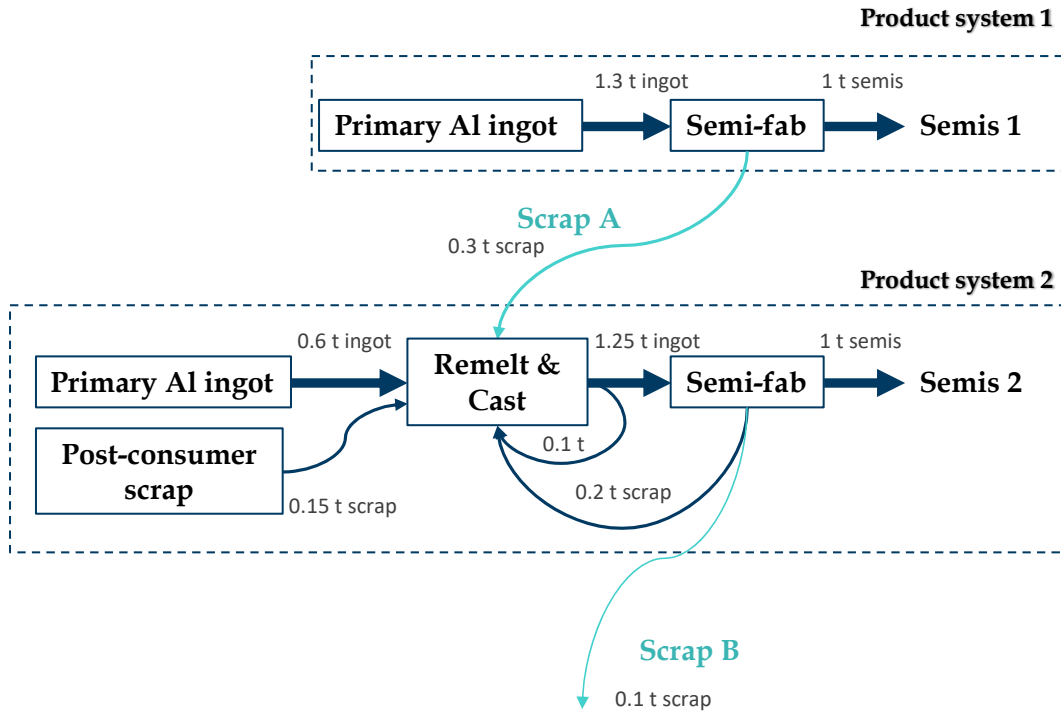 Product system 1
1.3 t ingot
1 t semis
Primary Al ingot
Semi-fab
Semis 1
Scrap A
0.3 t scrap
Product system 2
0.6 t ingot
1.25 t ingot
1 t semis
Primary Al ingot
Remelt &
Cast
Semi-fab
Semis 2
Post-consumer
scrap
0.1 t
0.2 t scrap
0.15 t scrap
Scrap B
0.1 t scrap